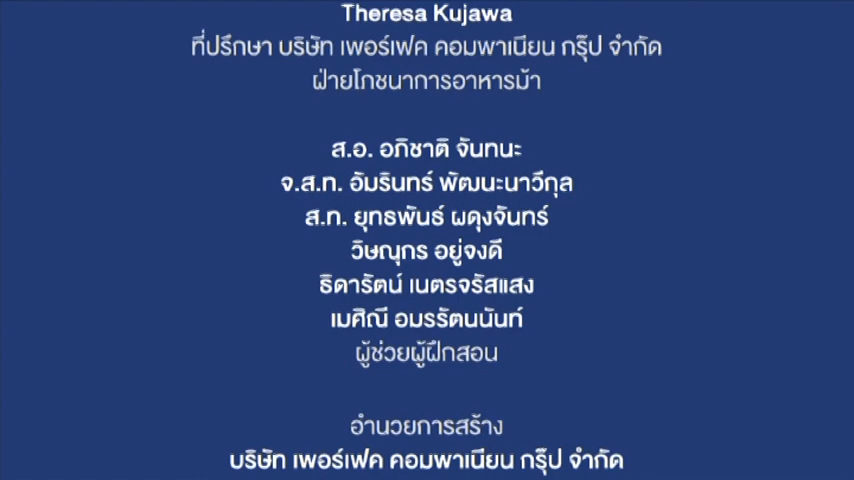 Theresa Kujawa
ที่ปรึกษา บริษัท เพอร์เฟค คอมพาเนียน กรุ๊ป จำกัด
ฝ่ายโภชนาการอาหารม้า
ส.อ. อภิชาติ จันทนะ
จ.ส.ท. อัมรินทร์ พัฒนะนาวีกุล
ส.ท. ยุทธพันธ์ ผดุงจันทร์
วิษณุกร อยู่จงดี
ธิดารัตน์ เนตรจรัสแสง
เมศิณี อมรรัตนนันท์
ผู้ช่วยผู้ฝึกสอน
อำนวยการสร้าง
บริษัท เพอร์เฟค คอมพาเนียน กรุ๊ป จำกัด